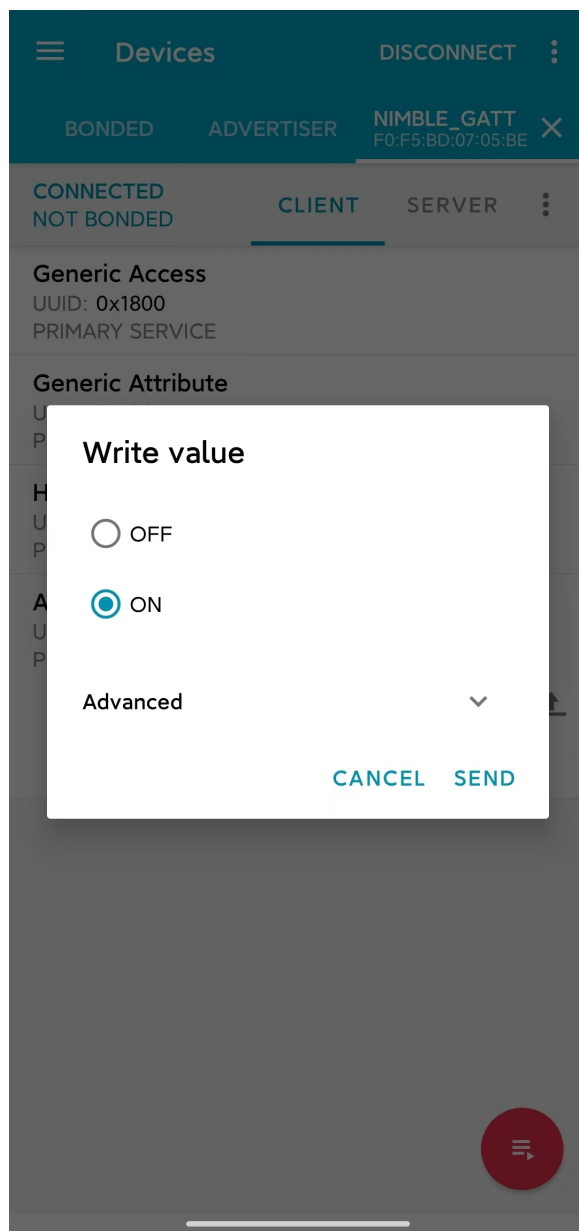 Devices
DISCONNECT
BONDED
ADVERTISER
NIMBLE_GATT
F0:F5:BD:07:05:BE
CONNECTED
NOT BONDED
CLIENT
SERVER
Generic Access
UUID: 0x1800
PRIMARY SERVICE
Generic Attribute
U
P
H
U
P
A
U
P
Write value
OFF
ON
Advanced
CANCEL
SEND